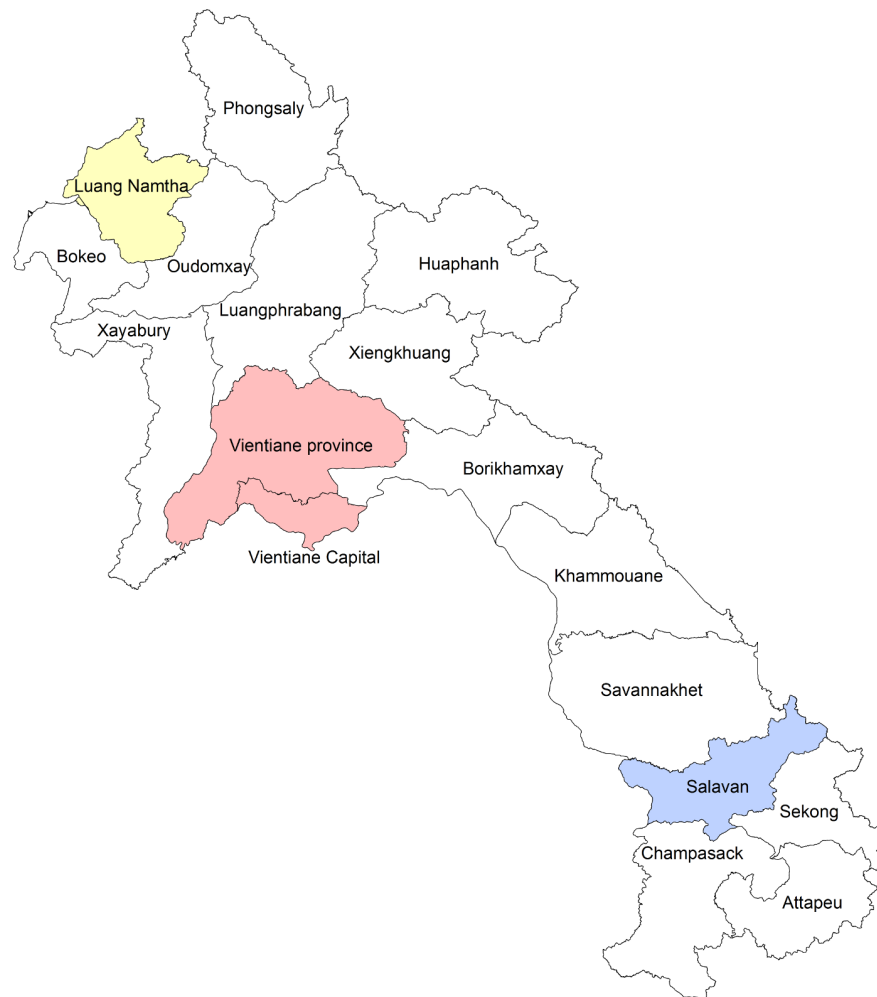 Phongsaly
Luang Namtha
Bokeo
Oudomxay
Huaphanh
Luangphrabang
Xayabury
Xiengkhuang
Vientiane province
Borikhamxay
Vientiane Capital
Khammouane
Savannakhet
Salavan
Sekong
Champasack
Attapeu